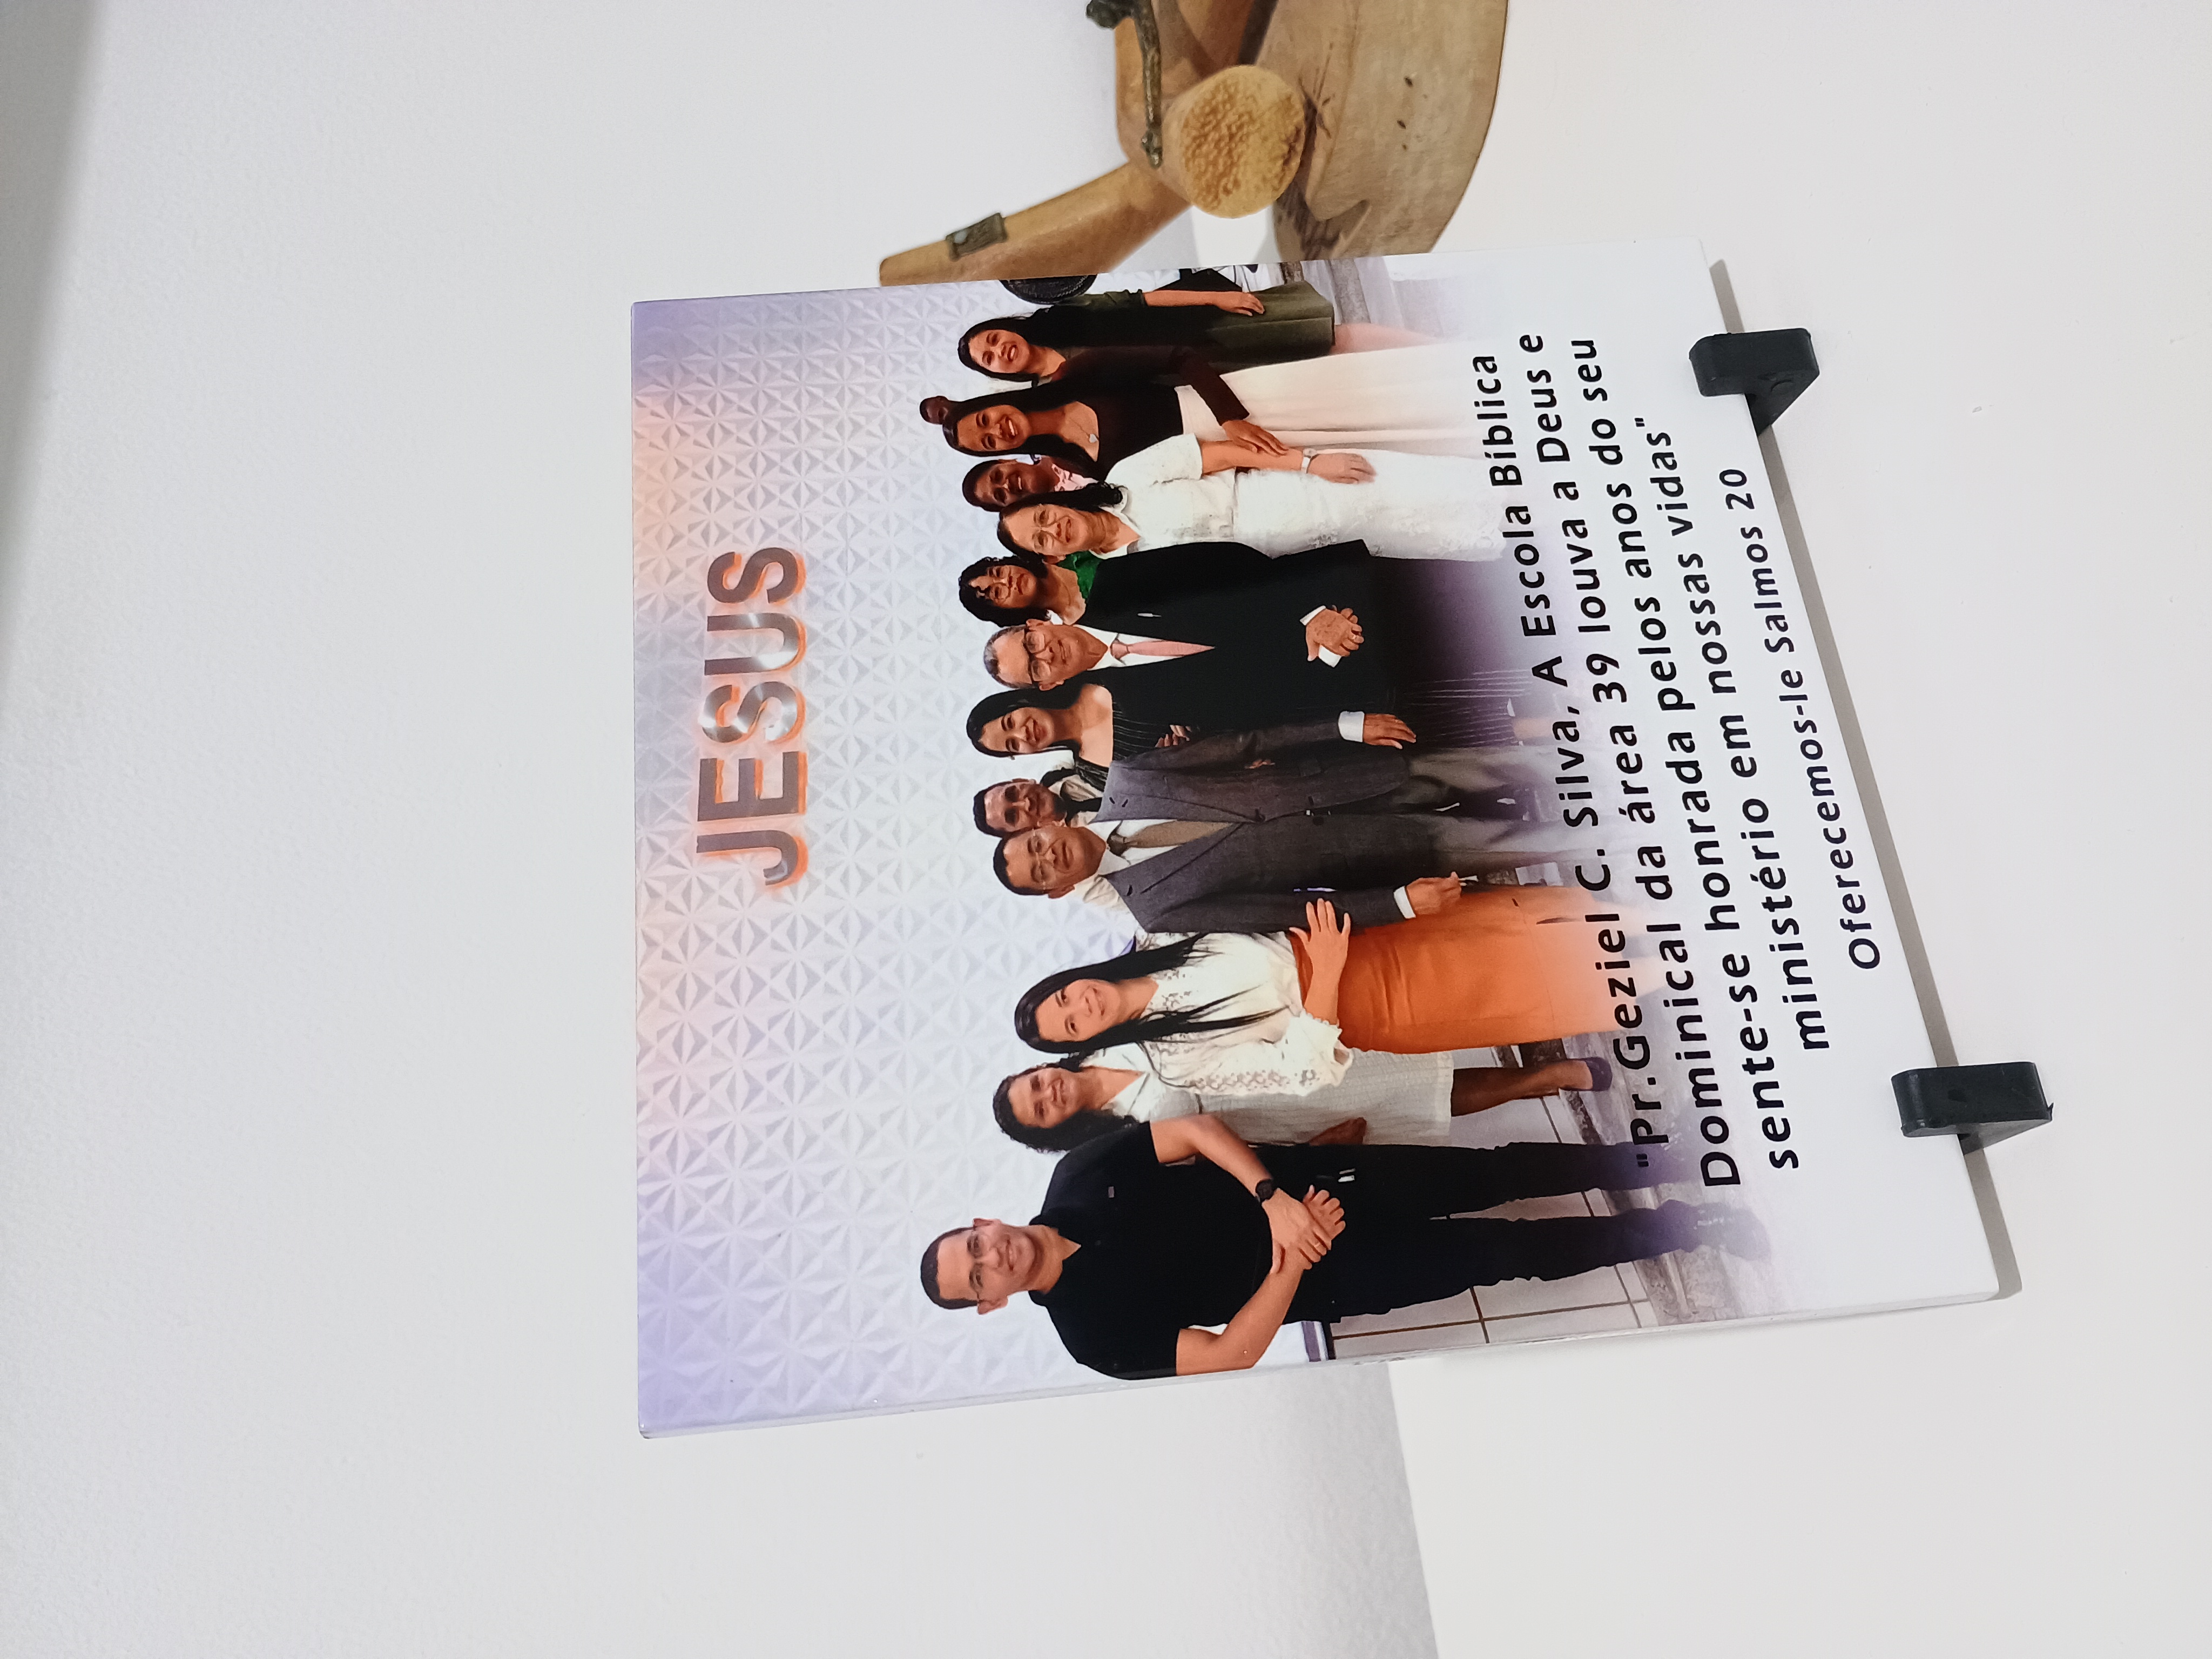 JESUS
"Pr.Geziel C. Silva, A Escola Bíblica
Dominical da área 39 louva a Deus e
sente-se honrada pelos anos do seu
ministério em nossas vidas"
Oferecemos-le Salmos 20